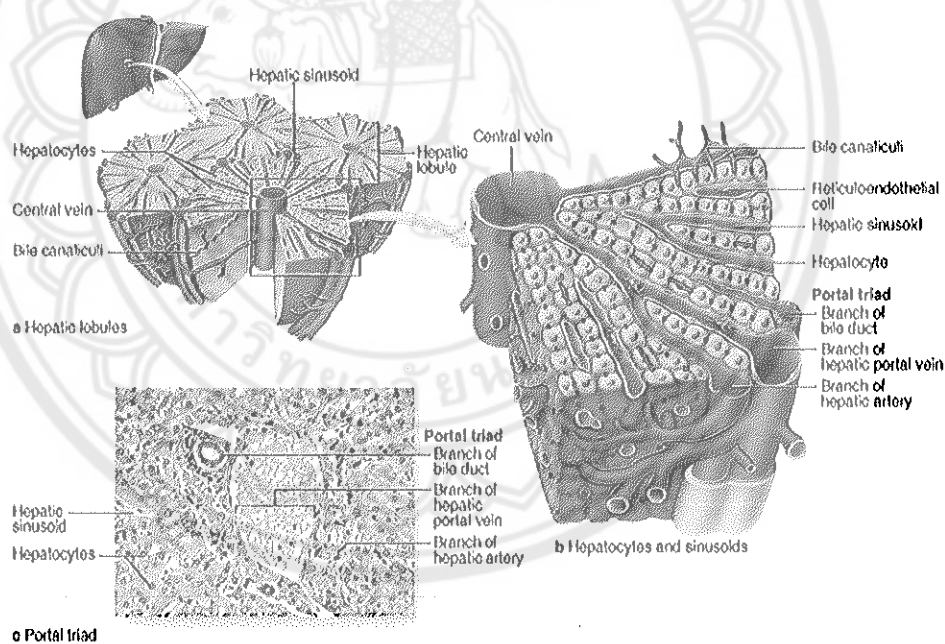 Hepatic sinusoid
Hepatocytes
Central vein
Bile canaliculi
Hepatic
lobule
a Hepatic lobules
Central vein
Bile canaliculi
Reticuloendothelial
cell
Hepatic sinusoid
Hepatocyte
Portal triad
Branch of
bile duct
Branch of
hepatic portal vein
Branch of
hepatic artery
b Hepatocytes and sinusoids
Portal triad
Branch of
bile duct
Branch of
hepatic
portal vein
Branch of
hepatic artery
Hepatic
sinusoid
Hepatocytes
c Portal triad